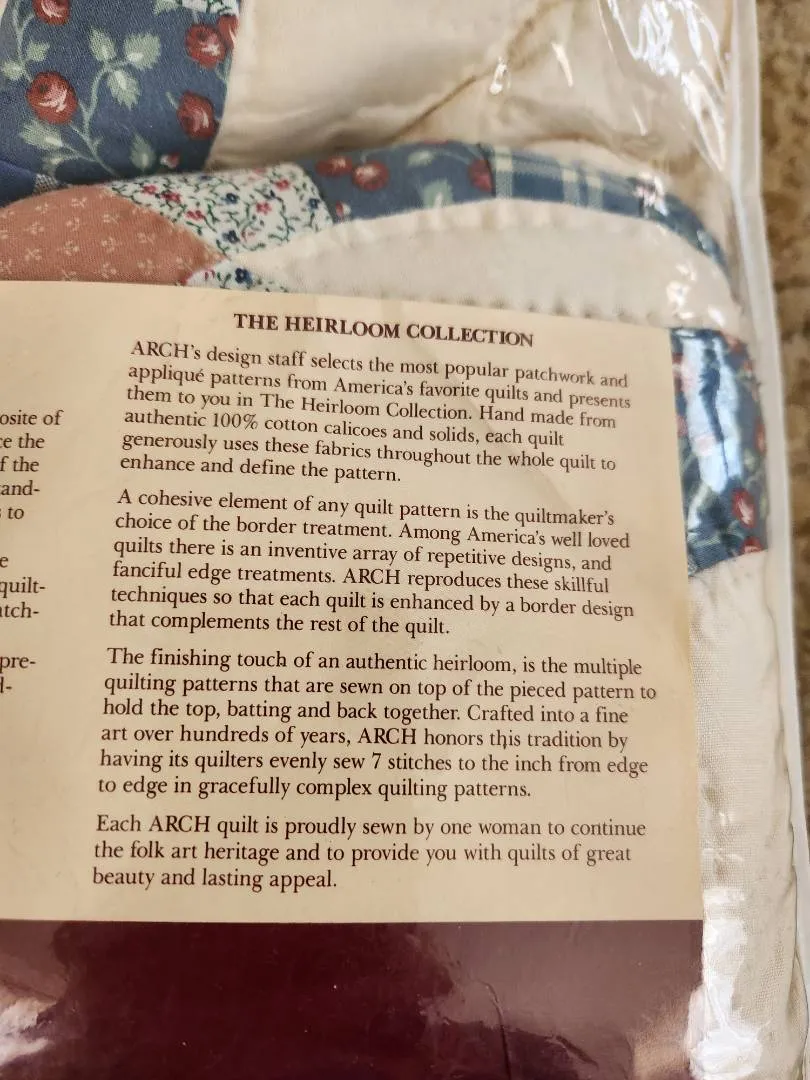 THE HEIRLOOM COLLECTION
ARCH's design staff selects the most popular patchwork and
appliqué patterns from America's favorite quilts and presents
them to you in The Heirloom Collection. Hand made from
authentic 100% cotton calicoes and solids, each quilt
generously uses these fabrics throughout the whole quilt to
enhance and define the pattern.
A cohesive element of any quilt pattern is the quiltmaker's
choice of the border treatment. Among America's well loved
quilts there is an inventive array of repetitive designs, and
fanciful edge treatments. ARCH reproduces these skillful
techniques so that each quilt is enhanced by a border design
that complements the rest of the quilt.
The finishing touch of an authentic heirloom, is the multiple
quilting patterns that are sewn on top of the pieced pattern to
hold the top, batting and back together. Crafted into a fine
art over hundreds of years, ARCH honors this tradition by
having its quilters evenly sew 7 stitches to the inch from edge
to edge in gracefully complex quilting patterns.
Each ARCH quilt is proudly sewn by one woman to continue
the folk art heritage and to provide you with quilts of great
beauty and lasting appeal.
osite of
ce the
f the
and-
to
e
quilt-
atch-
pre-